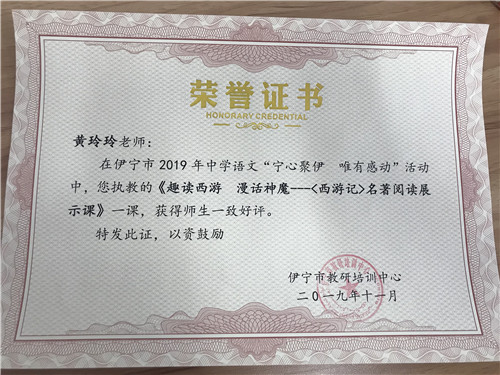 荣誉证书
HONORARY CREDENTIAL
黄玲玲老师：
在伊宁市 2019 年中学语文“宁心聚伊　唯有感动”活动
中，您执教的《趣读西游　漫话神魔---<西游记>名著阅读展
示课》一课，获得师生一致好评。
特发此证，以资鼓励
伊宁市教研培训中心
二〇一九年十一月